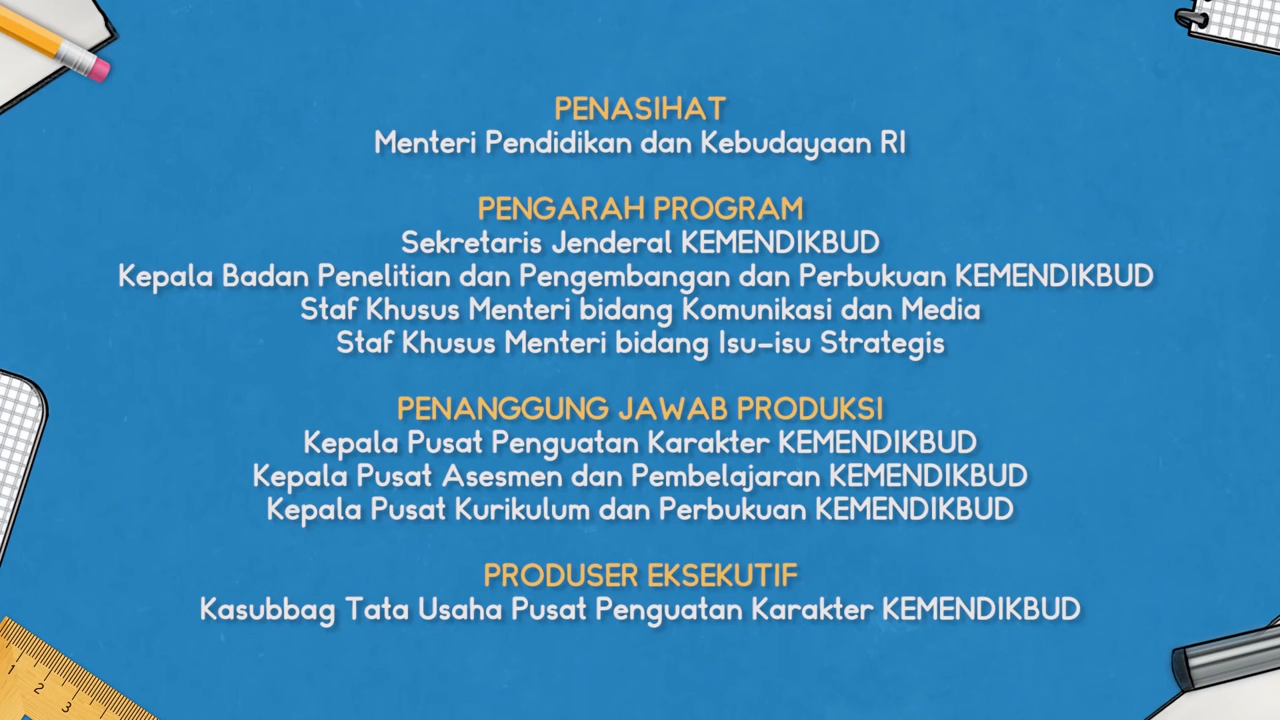 PENASIHAT
Menteri Pendidikan dan Kebudayaan RI
PENGARAH PROGRAM
Sekretaris Jenderal KEMENDIKBUD
Kepala Badan Penelitian dan Pengembangan dan Perbukuan KEMENDIKBUD
Staf Khusus Menteri bidang Komunikasi dan Media
Staf Khusus Menteri bidang Isu-isu Strategis
PENANGGUNG JAWAB PRODUKSI
Kepala Pusat Penguatan Karakter KEMENDIKBUD
Kepala Pusat Asesmen dan Pembelajaran KEMENDIKBUD
Kepala Pusat Kurikulum dan Perbukuan KEMENDIKBUD
PRODUSER EKSEKUTIF
Kasubbag Tata Usaha Pusat Penguatan Karakter KEMENDIKBUD
1 2 3